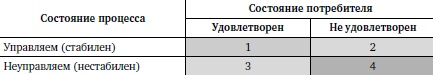 Состояние процесса
Состояние потребителя
Удовлетворен Не удовлетворен
Управляем (стабилен) 1 2
Неуправляем (нестабилен) 3 4